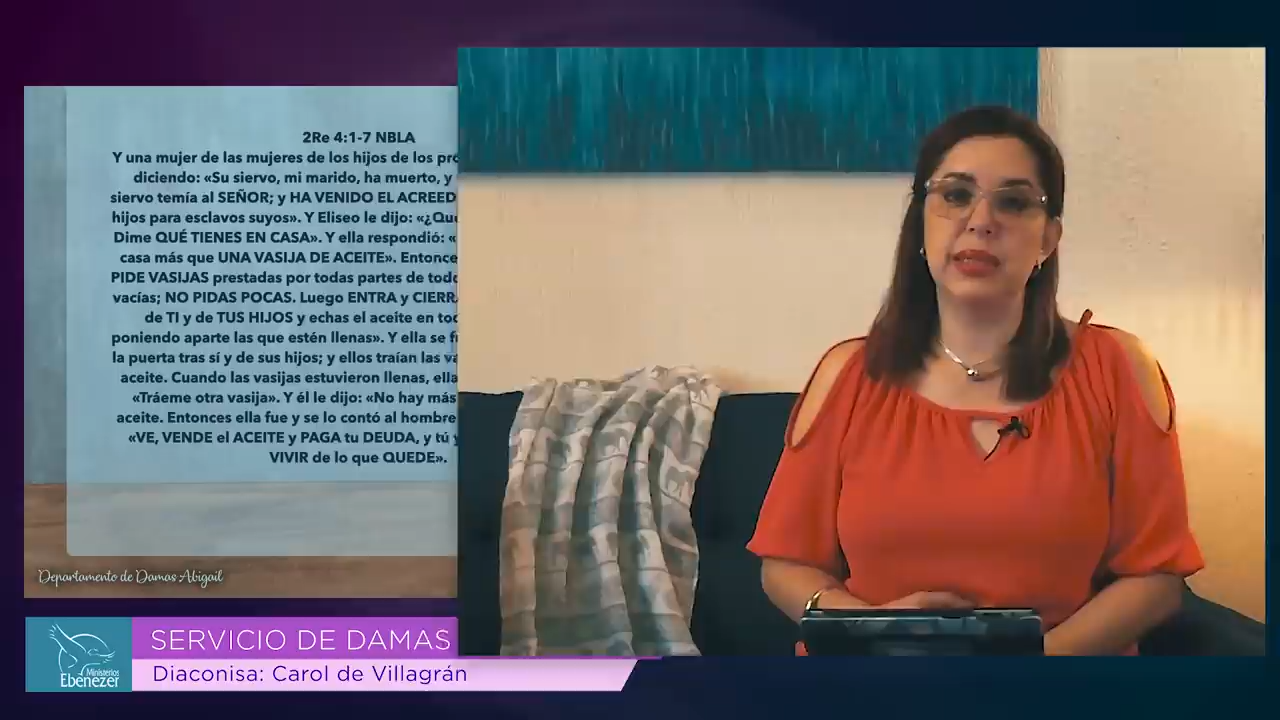 2Re 4:1-7 NBLA
Y una mujer de las mujeres de los hijos de los pro
diciendo: «Su siervo, mi marido, ha muerto, y
siervo temía al SEÑOR; y HA VENIDO EL ACREED
hijos para esclavos suyos». Y Eliseo le dijo: «¿Qu
Dime QUÉ TIENES EN CASA». Y ella respondió: «
casa más que UNA VASIJA DE ACEITE». Entonce
PIDE VASIJAS prestadas por todas partes de todo
vacías; NO PIDAS POCAS. Luego ENTRA y CIERR
de TI y de TUS HIJOS y echas el aceite en to
poniendo aparte las que estén llenas». Y ella se f
la puerta tras sí y de sus hijos; y ellos traían las va
aceite. Cuando las vasijas estuvieron llenas, ella
«Tráeme otra vasija». Y él le dijo: «No hay más
aceite. Entonces ella fue y se lo contó al hombre
«VE, VENDE el ACEITE y PAGA tu DEUDA, y tú y
VIVIR de lo que QUEDE».
Departamento de Damas Abigail
Ministerios
Ebenezer
SERVICIO DE DAMAS
Diaconisa: Carol de Villagrán